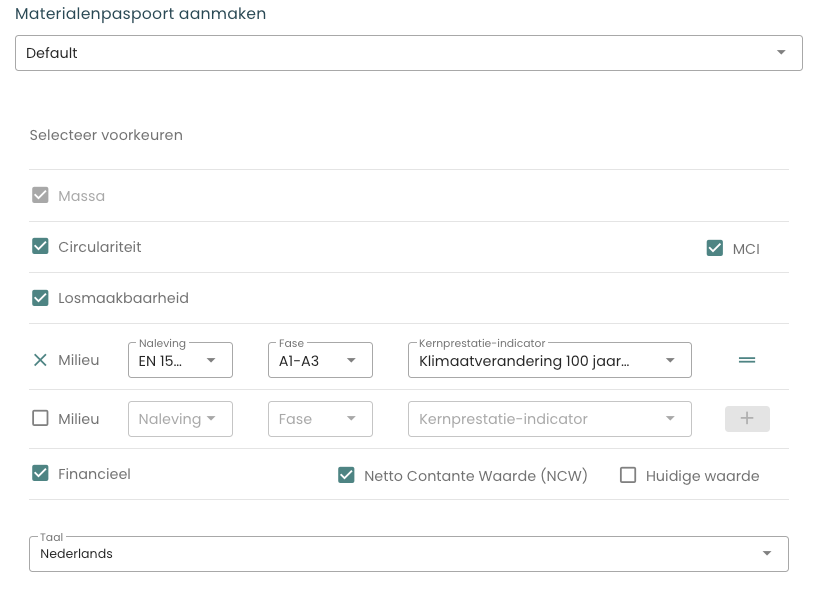 Materialenpaspoort aanmaken
Default
Selecteer voorkeuren
Massa
Circulariteit MCI
Losmaakbaarheid
Naleving Fase Kernprestatie-indicator
Milieu EN 15... A1-A3 Klimaatverandering 100 jaar...
Milieu Naleving Fase Kernprestatie-indicator +
Financieel Netto Contante Waarde (NCW) Huidige waarde
Taal
Nederlands